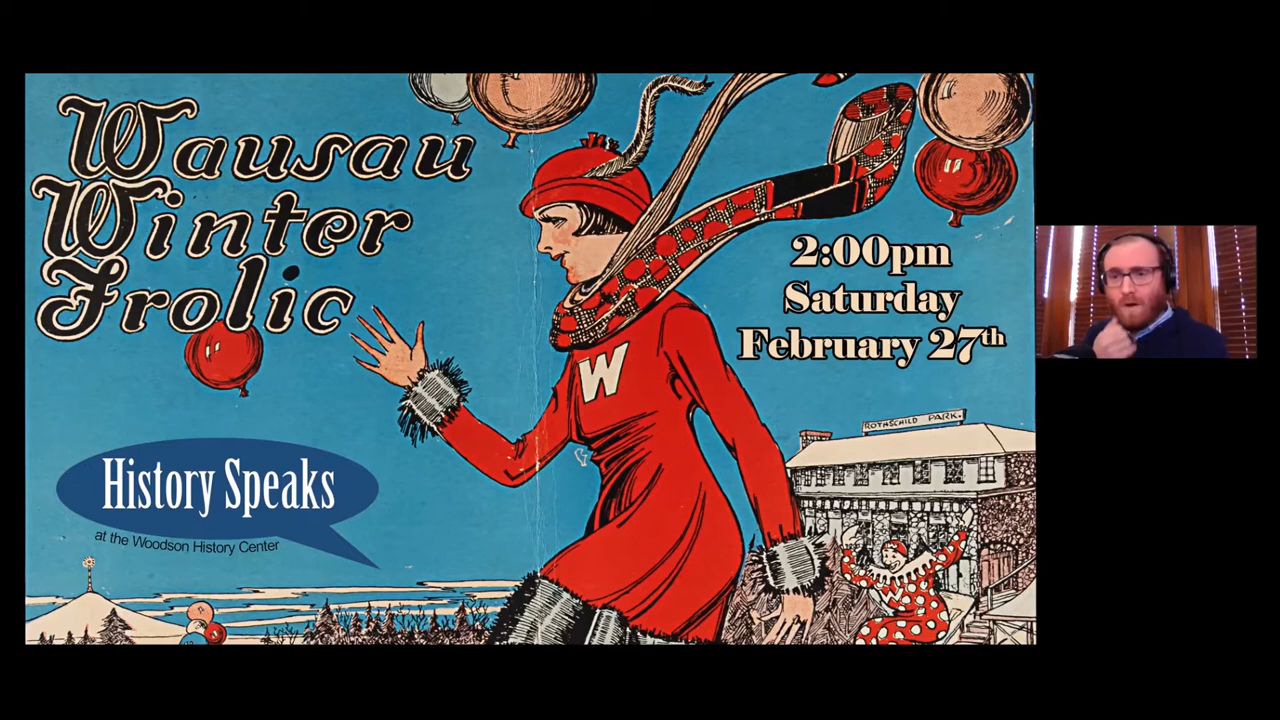 Wausau
Winter
Frolic
2:00pm
Saturday
February 27th
W
ROTHSCHILD PARK.
History Speaks
at the Woodson History Center